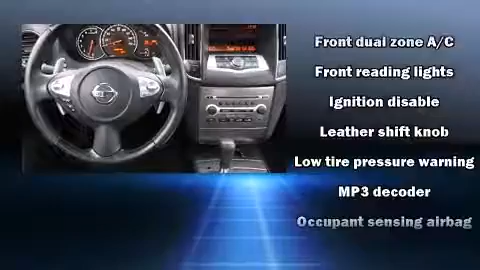 Front dual zone A/C
Front reading lights
Ignition disable
Leather shift knob
Low tire pressure warning
MP3 decoder
Occupant sensing airbag